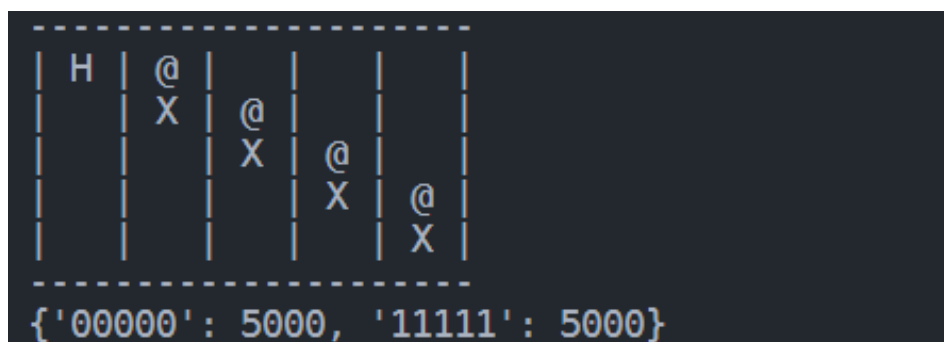 ---------------------
| H | @ |   |   |   |
|   | X | @ |   |   |
|   |   | X | @ |   |
|   |   |   | X | @ |
|   |   |   |   | X |
---------------------
{'00000': 5000, '11111': 5000}